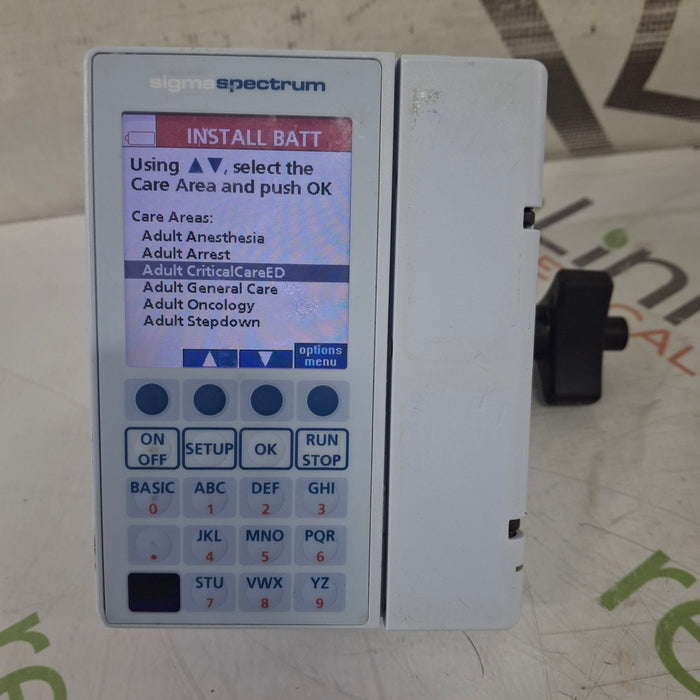 sigmaspectrum
INSTALL BATT
Using ▲▼, select the
Care Area and push OK
Care Areas:
Adult Anesthesia
Adult Arrest
Adult CriticalCareED
Adult General Care
Adult Oncology
Adult Stepdown
options
menu
ON
OFF
SETUP
OK
RUN
STOP
BASIC ABC DEF GHI
0 1 2 3
JKL MNO PQR
. 4 5 6
STU VWX YZ
7 8 9